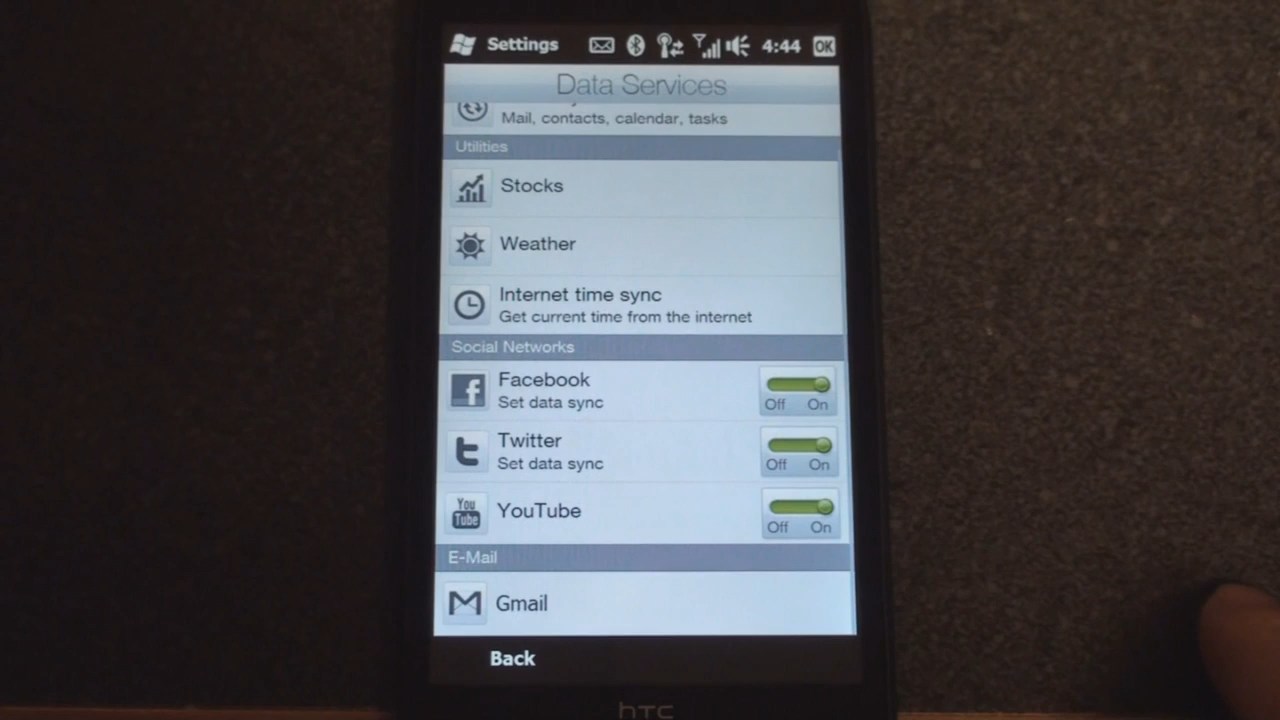 Settings 4:44 OK
Data Services
Mail, contacts, calendar, tasks
Utilities
Stocks
Weather
Internet time sync
Get current time from the internet
Social Networks
f Facebook
Set data sync
Off On
t Twitter
Set data sync
Off On
You
Tube YouTube
Off On
E-Mail
M Gmail
Back
hTC